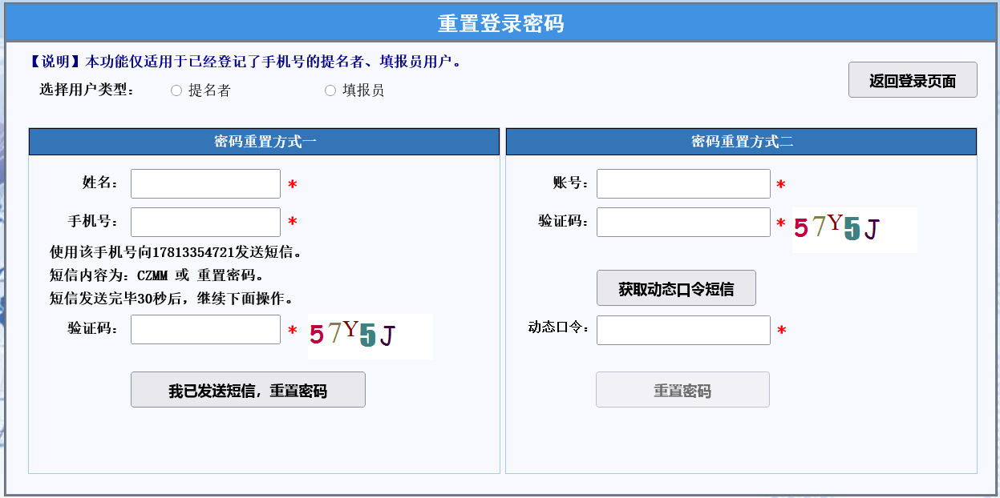 重置登录密码
【说明】本功能仅适用于已经登记了手机号的提名者、填报员用户。
选择用户类型：
提名者
填报员
返回登录页面
密码重置方式一
姓名：
*
手机号：
*
使用该手机号向17813354721发送短信。
短信内容为：CZMM 或 重置密码。
短信发送完毕30秒后，继续下面操作。
验证码：
*
57Y5J
我已发送短信，重置密码
密码重置方式二
账号：
*
验证码：
*
57Y5J
获取动态口令短信
动态口令：
*
重置密码